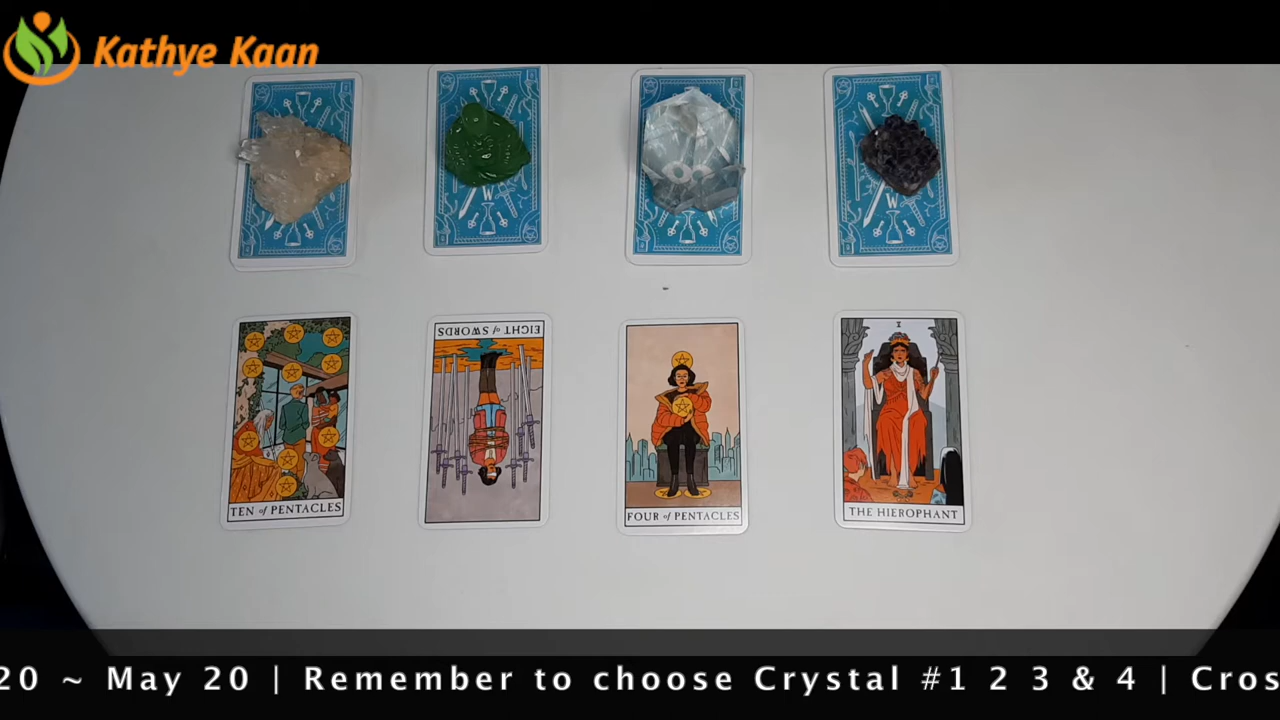 Kathye Kaan
W
W
W
EIGHT of SWORDS
I
TEN of PENTACLES
FOUR of PENTACLES
THE HIEROPHANT
20 ~ May 20 | Remember to choose Crystal #1 2 3 & 4 | Cros